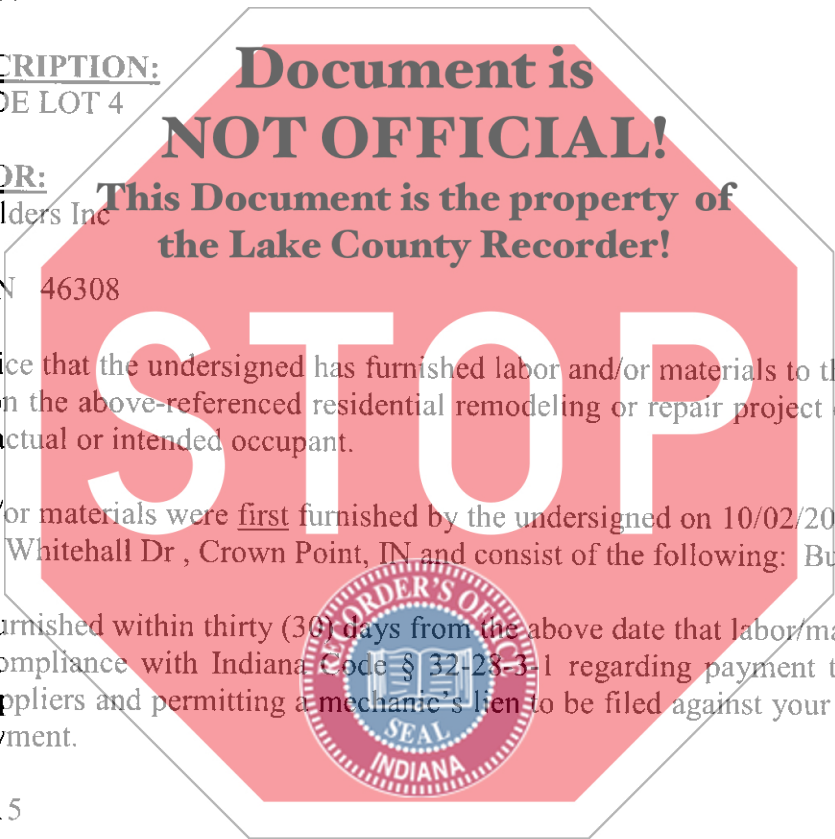 CRIPTION:
DE LOT 4
Document is
NOT OFFICIAL!
OR:
lders Inc
This Document is the property of
the Lake County Recorder!
N 46308
STOP
ice that the undersigned has furnished labor and/or materials to th
n the above-referenced residential remodeling or repair project
actual or intended occupant.
/or materials were first furnished by the undersigned on 10/02/20
Whitehall Dr , Crown Point, IN and consist of the following: Bu
urnished within thirty (30) days from the above date that labor/ma
ompliance with Indiana Code § 32-28-3-1 regarding payment t
ppliers and permitting a mechanic's lien to be filed against your
yment.
RECORDER'S OFFICE
SEAL
INDIANA
15